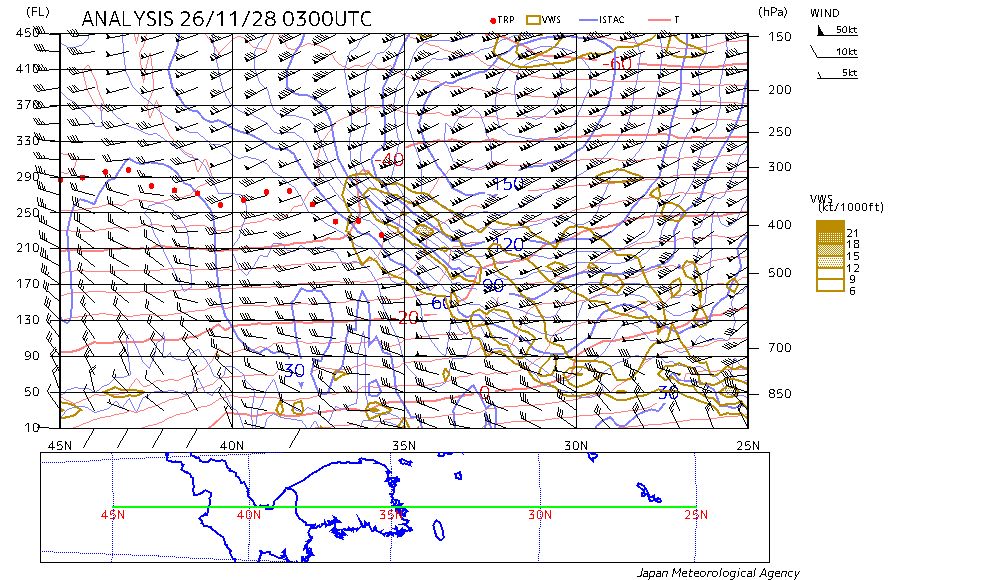 (FL) ANALYSIS 26/11/28 0300UTC TRP VWS ISTAC T (hPa) WIND
50kt
10kt
5kt
450 150
410 -60
370 200
330 250
40
290 150 300
VWS
(kt/1000ft)
250 400
21
18
15
12
9
6
210 120
170 90 500
60
130 -20
90 700
30
50 0 30 850
10
45N 40N 35N 30N 25N
45N 40N 35N 30N 25N
Japan Meteorological Agency